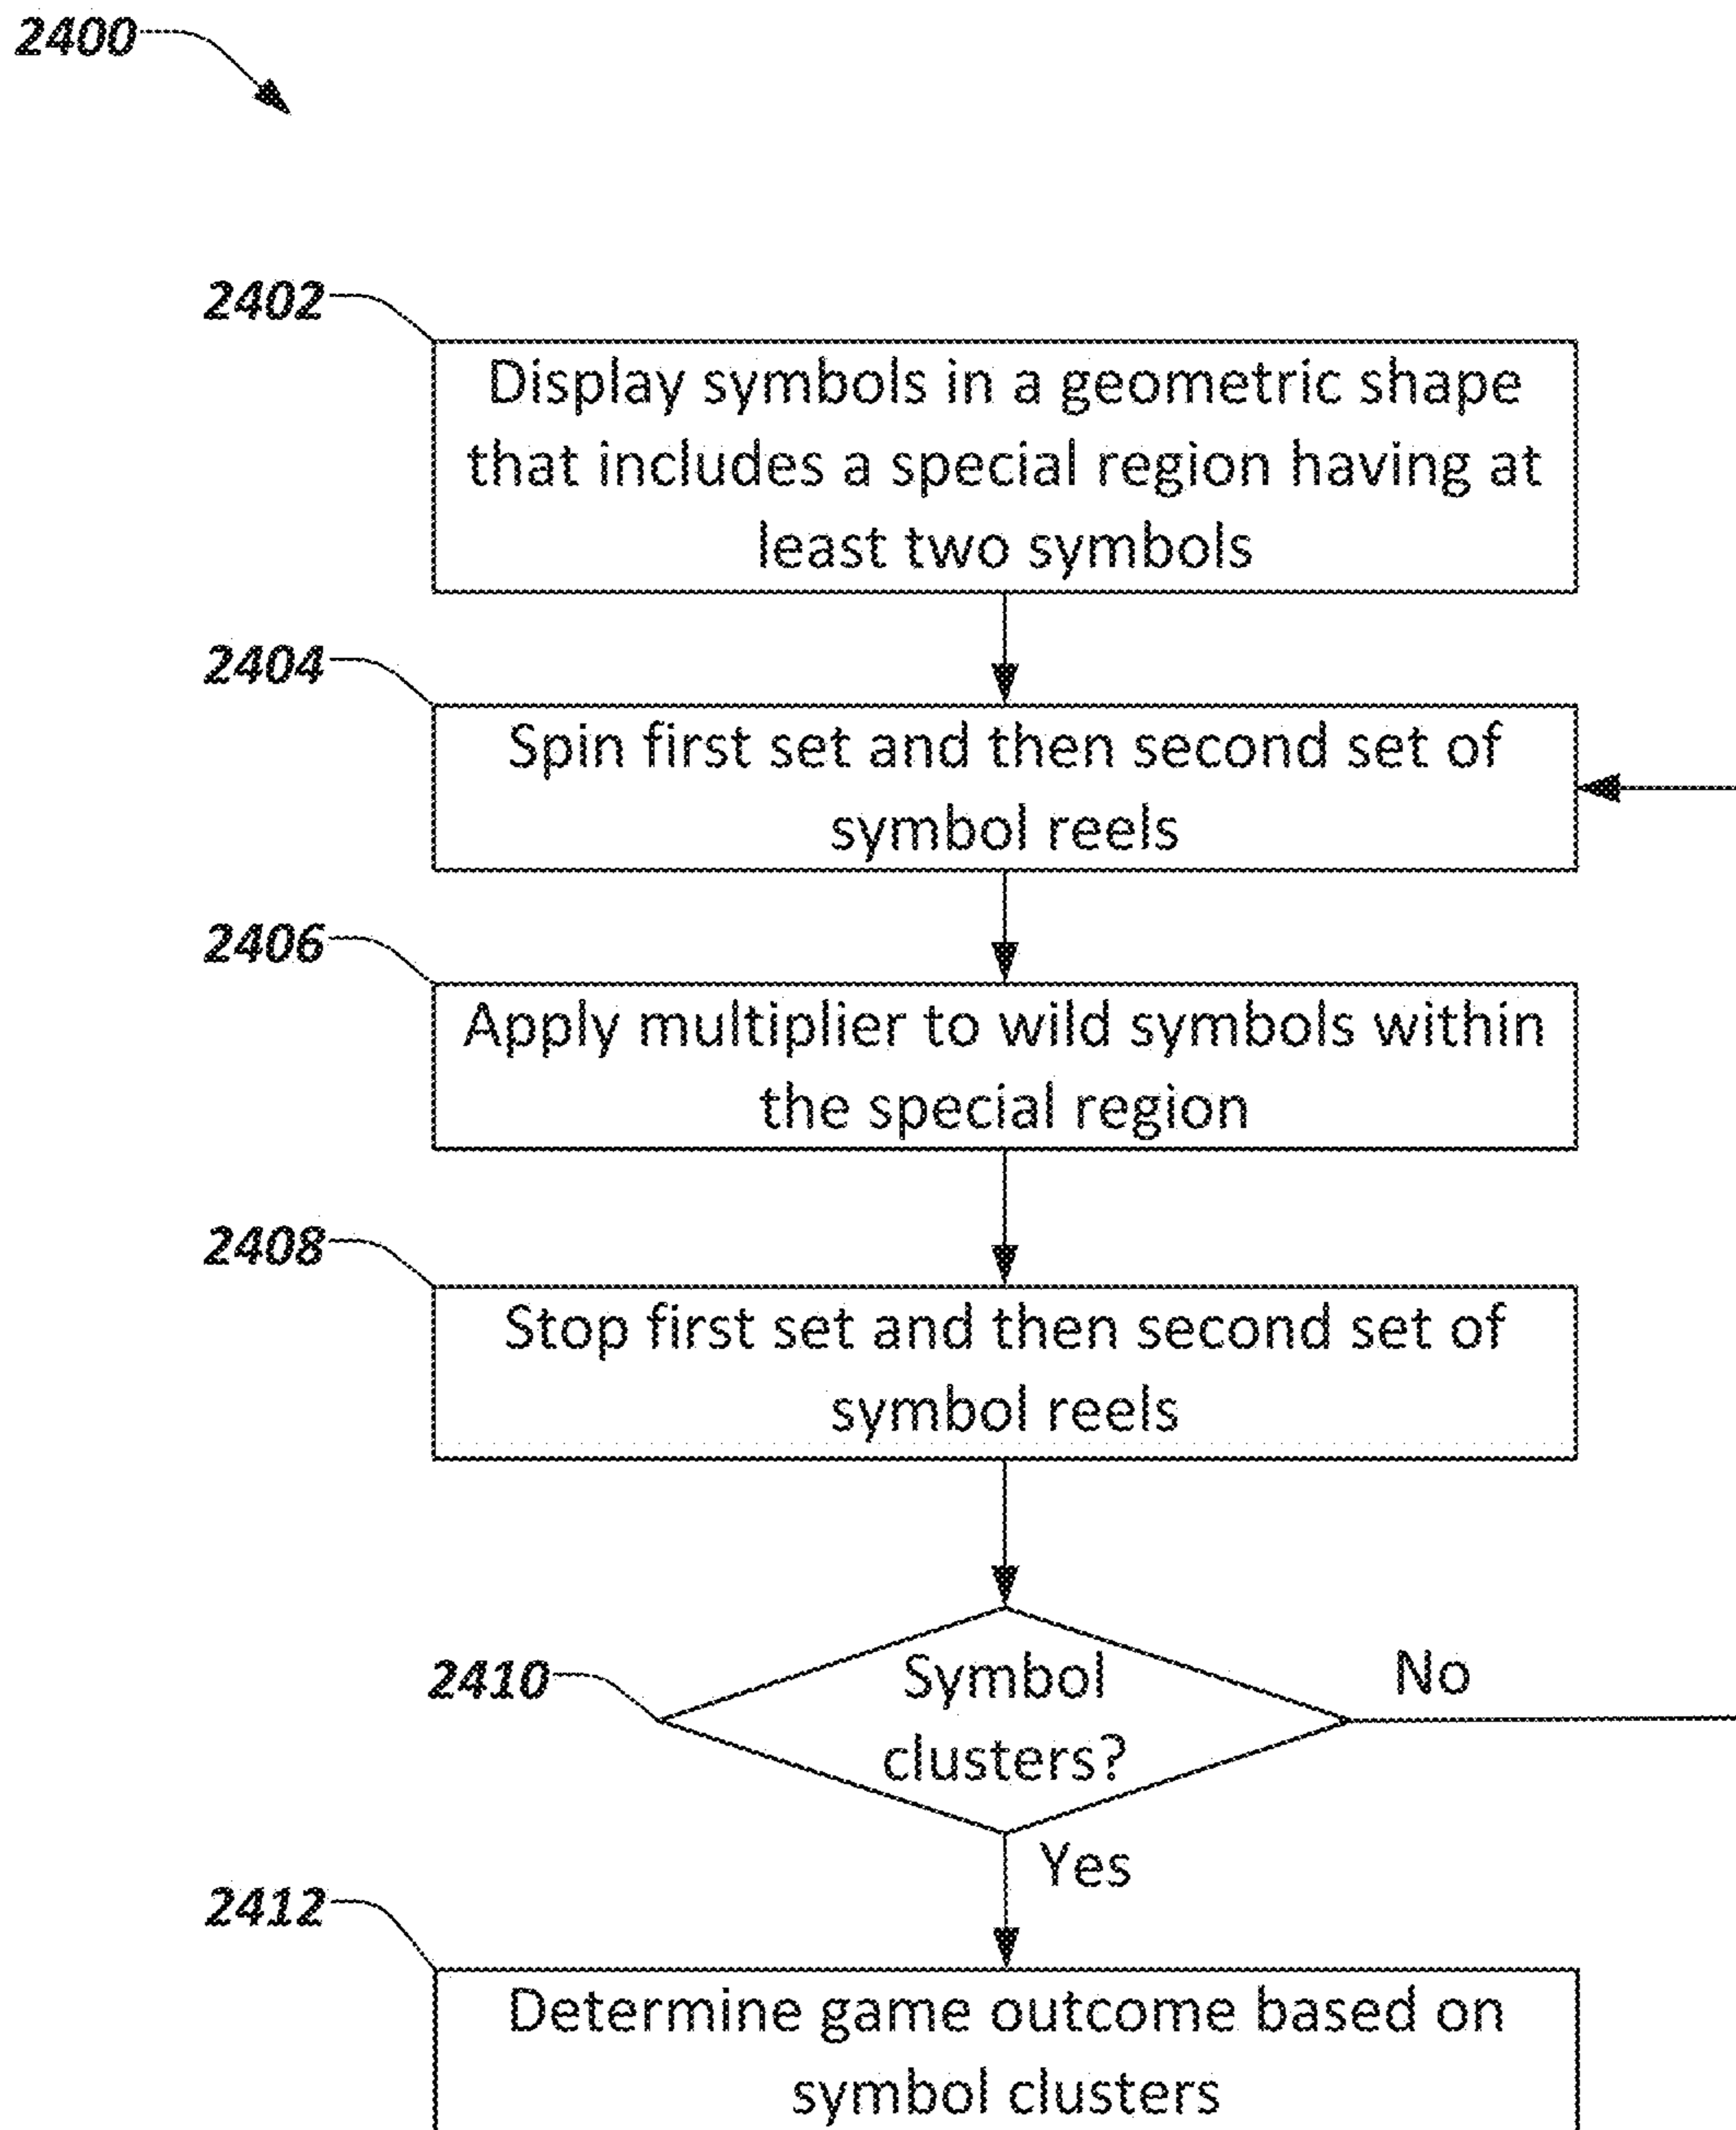 2400
2402
Display symbols in a geometric shape
that includes a special region having at
least two symbols
2404
Spin first set and then second set of
symbol reels
2406
Apply multiplier to wild symbols within
the special region
2408
Stop first set and then second set of
symbol reels
2410
Symbol
clusters?
No
Yes
2412
Determine game outcome based on
symbol clusters